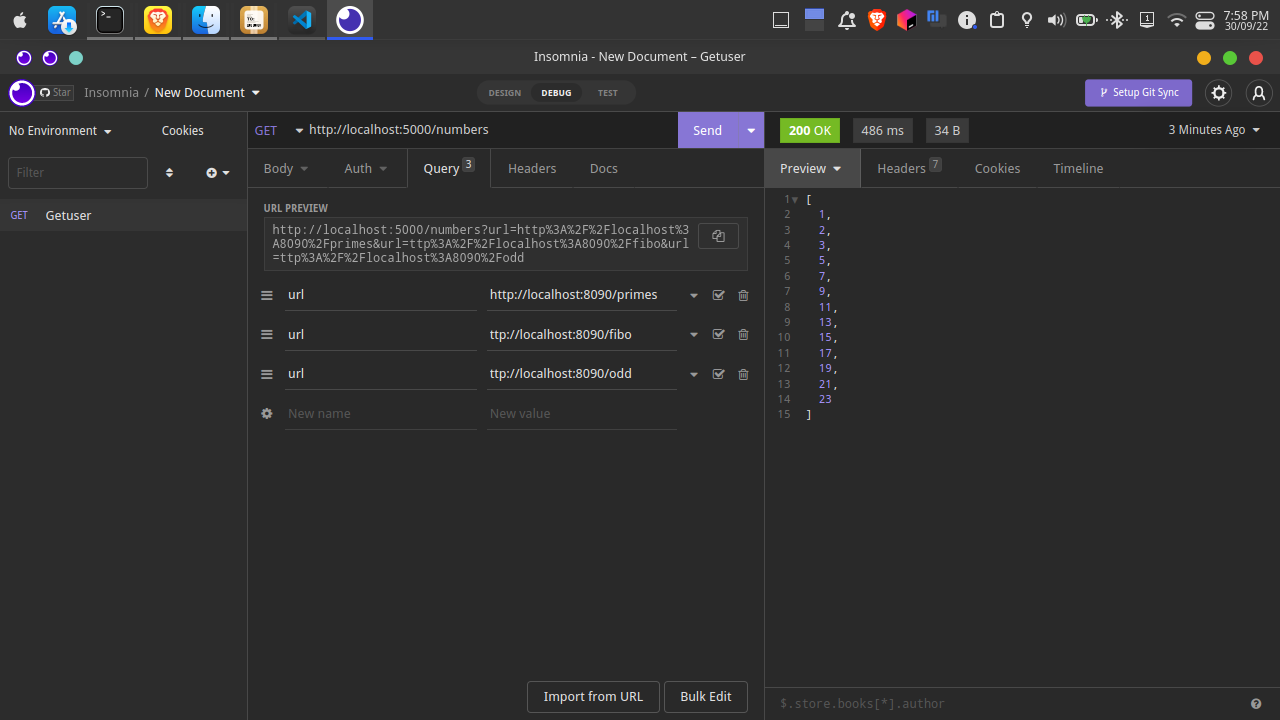 7:58 PM
30/09/22
Insomnia - New Document – Getuser
Star
Insomnia / New Document
DESIGN DEBUG TEST
Setup Git Sync
No Environment
Cookies
GET http://localhost:5000/numbers
Send
200 OK
486 ms
34 B
3 Minutes Ago
Filter
Body
Auth
Query 3
Headers
Docs
Preview
Headers 7
Cookies
Timeline
GET Getuser
URL PREVIEW
http://localhost:5000/numbers?url=http%3A%2F%2Flocalhost%3
A8090%2Fprimes&url=ttp%3A%2F%2Flocalhost%3A8090%2Ffibo&url
=ttp%3A%2F%2Flocalhost%3A8090%2Fodd
url http://localhost:8090/primes
url ttp://localhost:8090/fibo
url ttp://localhost:8090/odd
New name New value
Import from URL
Bulk Edit
1 [
2 1,
3 2,
4 3,
5 5,
6 7,
7 9,
8 11,
9 13,
10 15,
11 17,
12 19,
13 21,
14 23
15 ]
$.store.books[*].author